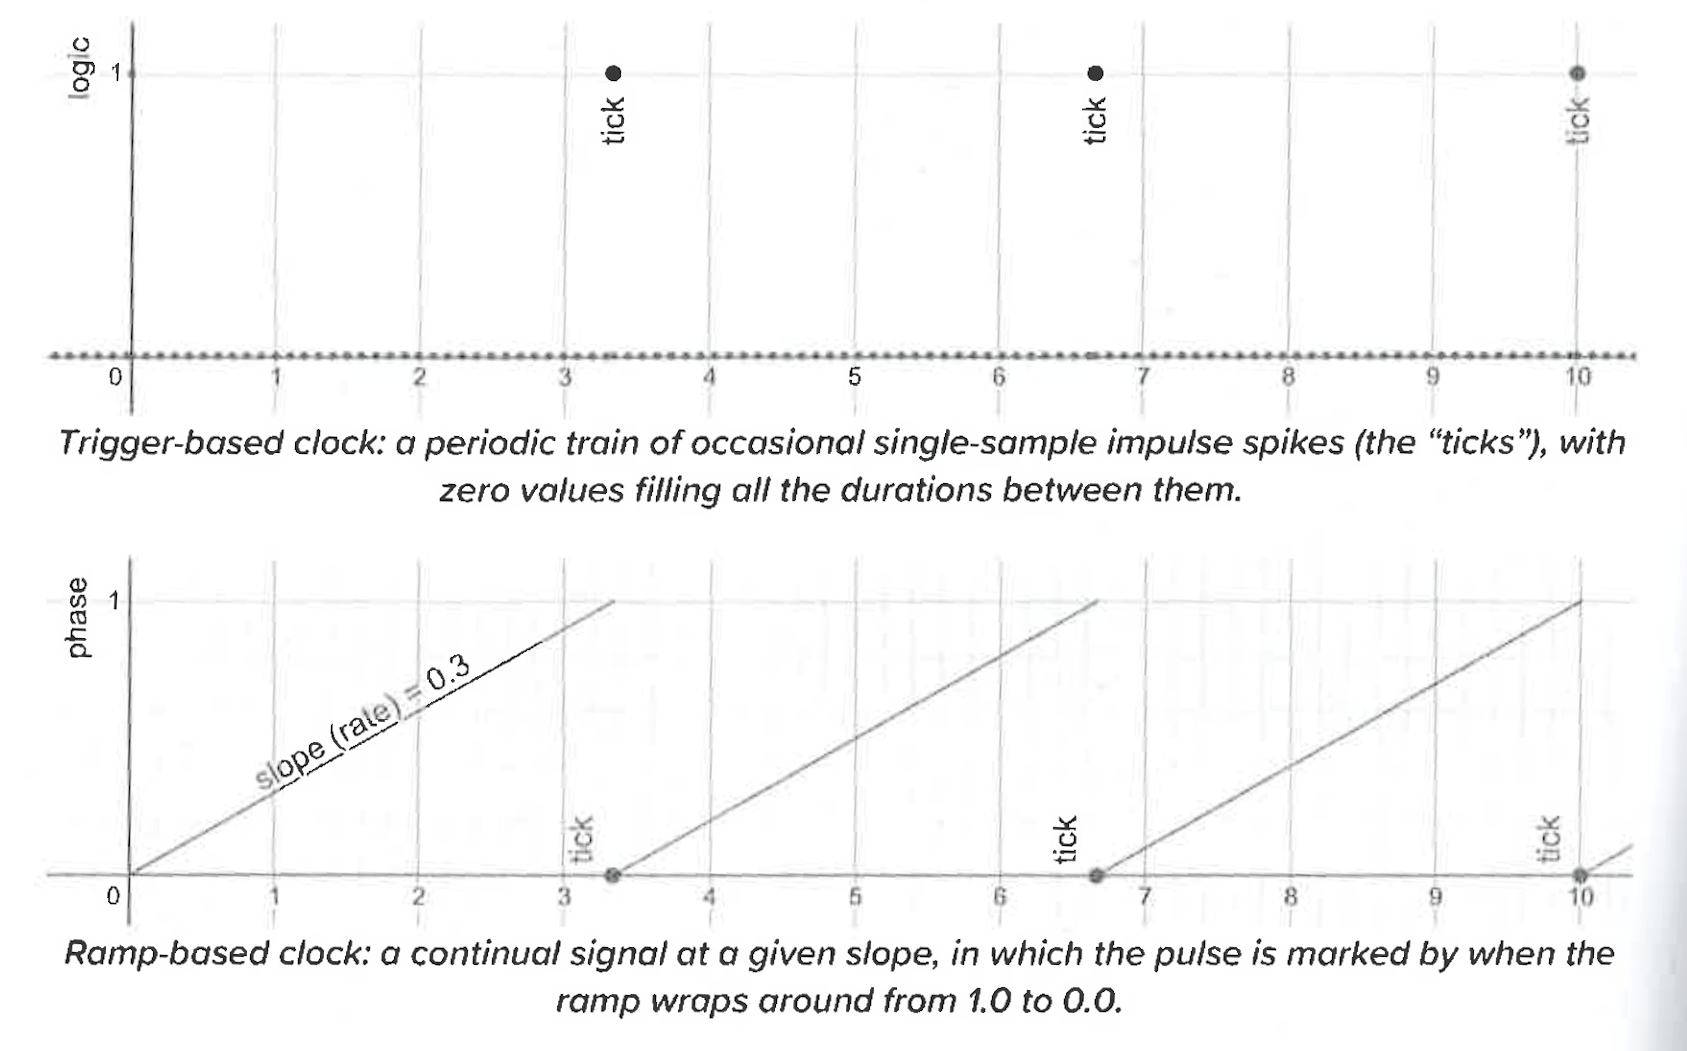 logic
1
tick
tick
tick
0 1 2 3 4 5 6 7 8 9 10
Trigger-based clock: a periodic train of occasional single-sample impulse spikes (the “ticks”), with
zero values filling all the durations between them.
phase
1
slope (rate) = 0.3
tick
tick
tick
0 1 2 3 4 5 6 7 8 9 10
Ramp-based clock: a continual signal at a given slope, in which the pulse is marked by when the
ramp wraps around from 1.0 to 0.0.